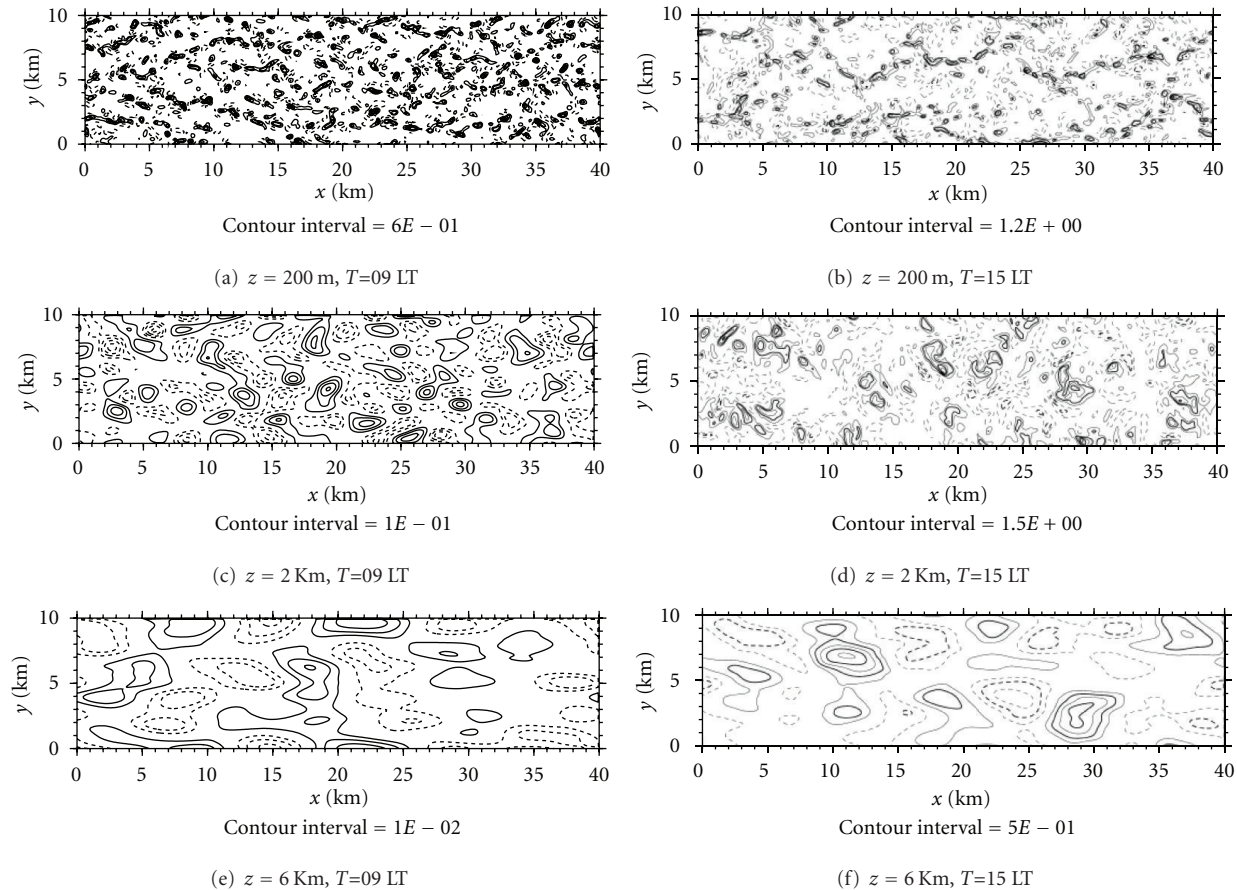 10
5
0
y (km)
0 5 10 15 20 25 30 35 40
x (km)
Contour interval = 6E − 01
(a) z = 200 m, T=09 LT
10
5
0
y (km)
0 5 10 15 20 25 30 35 40
x (km)
Contour interval = 1.2E + 00
(b) z = 200 m, T=15 LT
10
5
0
y (km)
0 5 10 15 20 25 30 35 40
x (km)
Contour interval = 1E − 01
(c) z = 2 Km, T=09 LT
10
5
0
y (km)
0 5 10 15 20 25 30 35 40
x (km)
Contour interval = 1.5E + 00
(d) z = 2 Km, T=15 LT
10
5
0
y (km)
0 5 10 15 20 25 30 35 40
x (km)
Contour interval = 1E − 02
(e) z = 6 Km, T=09 LT
10
5
0
y (km)
0 5 10 15 20 25 30 35 40
x (km)
Contour interval = 5E − 01
(f) z = 6 Km, T=15 LT